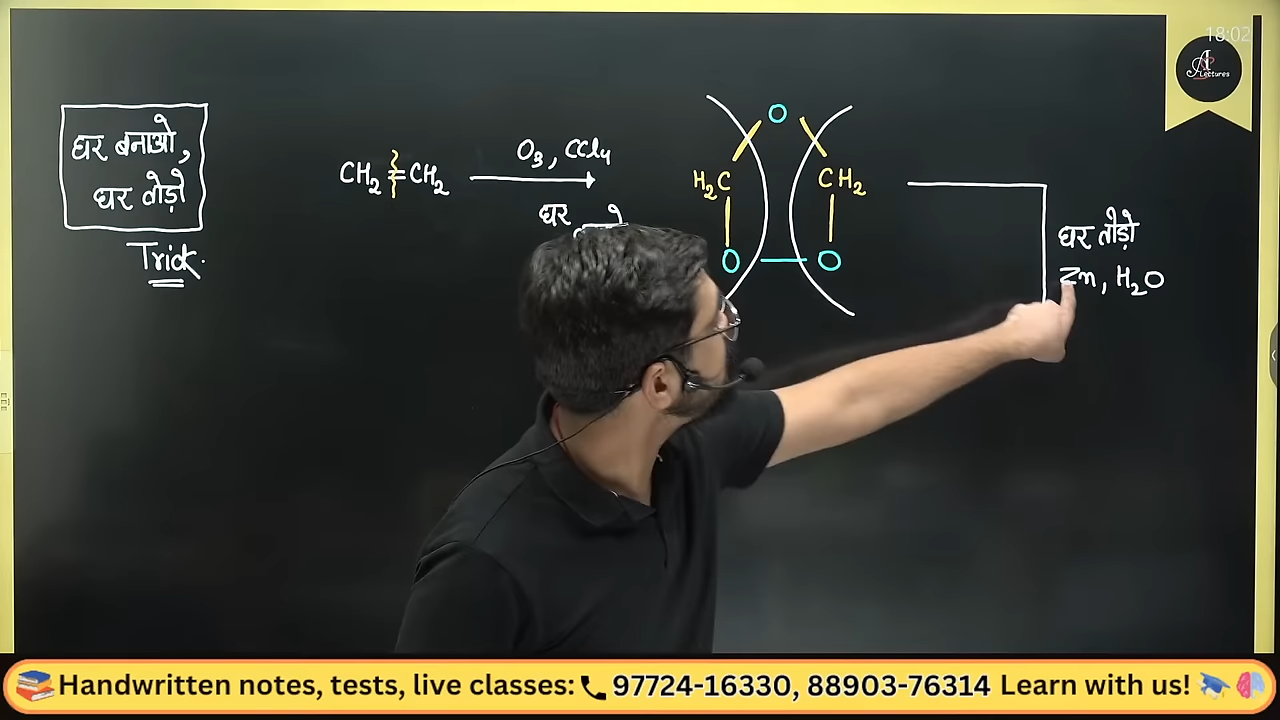 18:02
A Lectures
घर बनाओ,
घर तोड़ो
Trick.
CH₂=CH₂
O₃, CCl₄
घर
O
H₂C CH₂
O — O
घर तोड़ो
Zn, H₂O
Handwritten notes, tests, live classes: 97724-16330, 88903-76314 Learn with us!